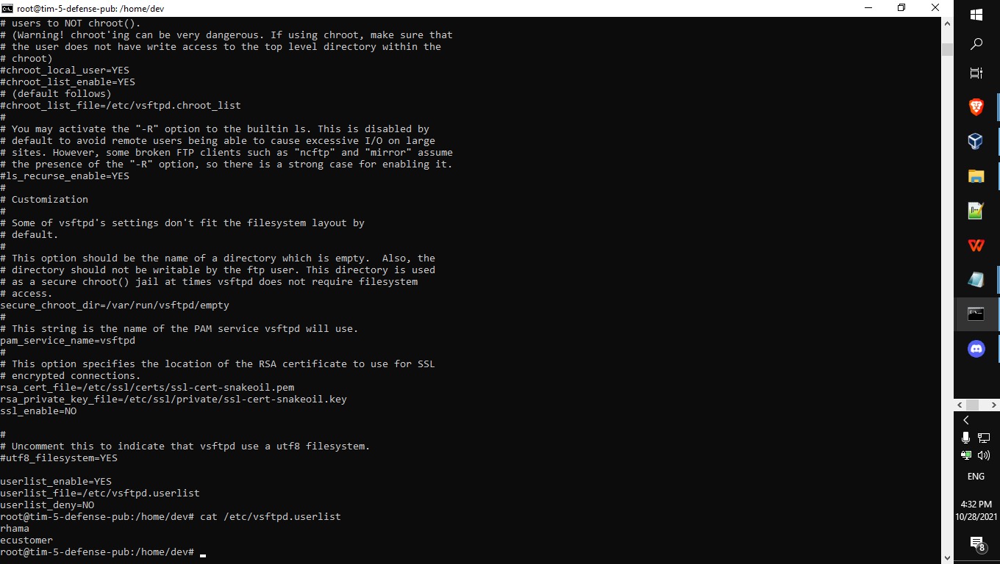 root@tim-5-defense-pub: /home/dev
# users to NOT chroot().
# (Warning! chroot'ing can be very dangerous. If using chroot, make sure that
# the user does not have write access to the top level directory within the
# chroot)
#chroot_local_user=YES
#chroot_list_enable=YES
# (default follows)
#chroot_list_file=/etc/vsftpd.chroot_list
#
# You may activate the "-R" option to the builtin ls. This is disabled by
# default to avoid remote users being able to cause excessive I/O on large
# sites. However, some broken FTP clients such as "ncftp" and "mirror" assume
# the presence of the "-R" option, so there is a strong case for enabling it.
#ls_recurse_enable=YES
#
# Customization
#
# Some of vsftpd's settings don't fit the filesystem layout by
# default.
#
# This option should be the name of a directory which is empty.  Also, the
# directory should not be writable by the ftp user. This directory is used
# as a secure chroot() jail at times vsftpd does not require filesystem
# access.
secure_chroot_dir=/var/run/vsftpd/empty
#
# This string is the name of the PAM service vsftpd will use.
pam_service_name=vsftpd
#
# This option specifies the location of the RSA certificate to use for SSL
# encrypted connections.
rsa_cert_file=/etc/ssl/certs/ssl-cert-snakeoil.pem
rsa_private_key_file=/etc/ssl/private/ssl-cert-snakeoil.key
ssl_enable=NO
#
# Uncomment this to indicate that vsftpd use a utf8 filesystem.
#utf8_filesystem=YES
userlist_enable=YES
userlist_file=/etc/vsftpd.userlist
userlist_deny=NO
root@tim-5-defense-pub:/home/dev# cat /etc/vsftpd.userlist
rhama
ecustomer
root@tim-5-defense-pub:/home/dev#
ENG
4:32 PM
10/28/2021
8